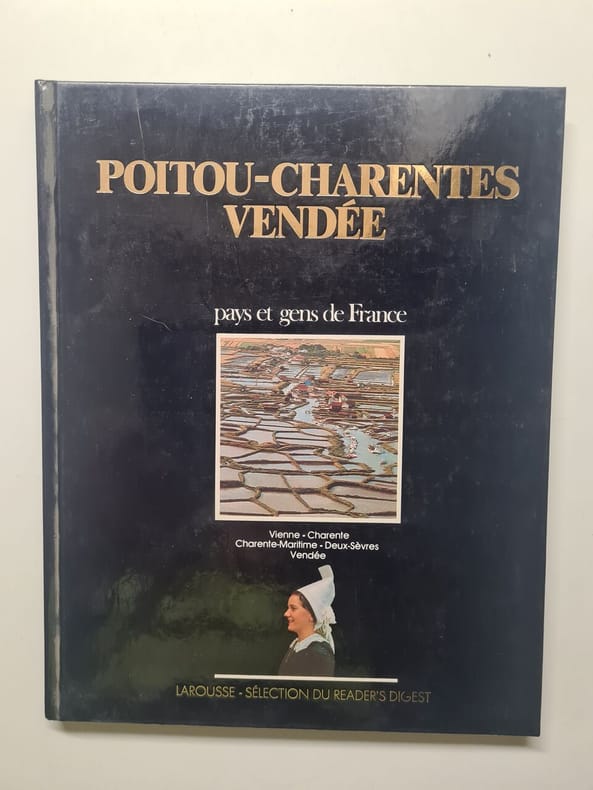 POITOU-CHARENTES
VENDÉE
pays et gens de France
Vienne - Charente
Charente-Maritime - Deux-Sèvres
Vendée
LAROUSSE - SÉLECTION DU READER'S DIGEST